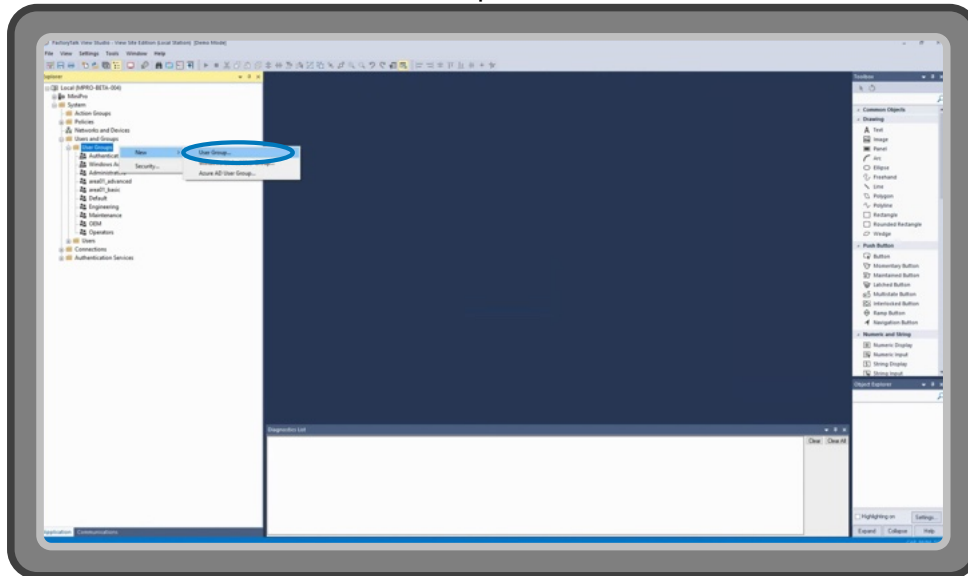 FactoryTalk View Studio - View Site Edition (Local Station) (Demo Mode)
File View Settings Tools Window Help
Explorer
Local (MPRO-BETA-004)
MiniPro
System
Action Groups
Policies
Networks and Devices
Users and Groups
User Groups
Authenticat
Windows A
Administrat
area01_advanced
area01_basic
Default
Engineering
Maintenance
OEM
Operators
Users
Connections
Authentication Services
New
Security...
User Group...
Azure AD User Group...
Application
Communications
Diagnostics List
Clear
Clear All
Toolbox
Common Objects
Drawing
Text
Image
Panel
Arc
Ellipse
Freehand
Line
Polygon
Polyline
Rectangle
Rounded Rectangle
Wedge
Push Button
Button
Momentary Button
Maintained Button
Latched Button
Multistate Button
Interlocked Button
Ramp Button
Navigation Button
Numeric and String
Numeric Display
Numeric Input
String Display
String Input
Object Explorer
Highlighting on
Settings...
Expand
Collapse
Help